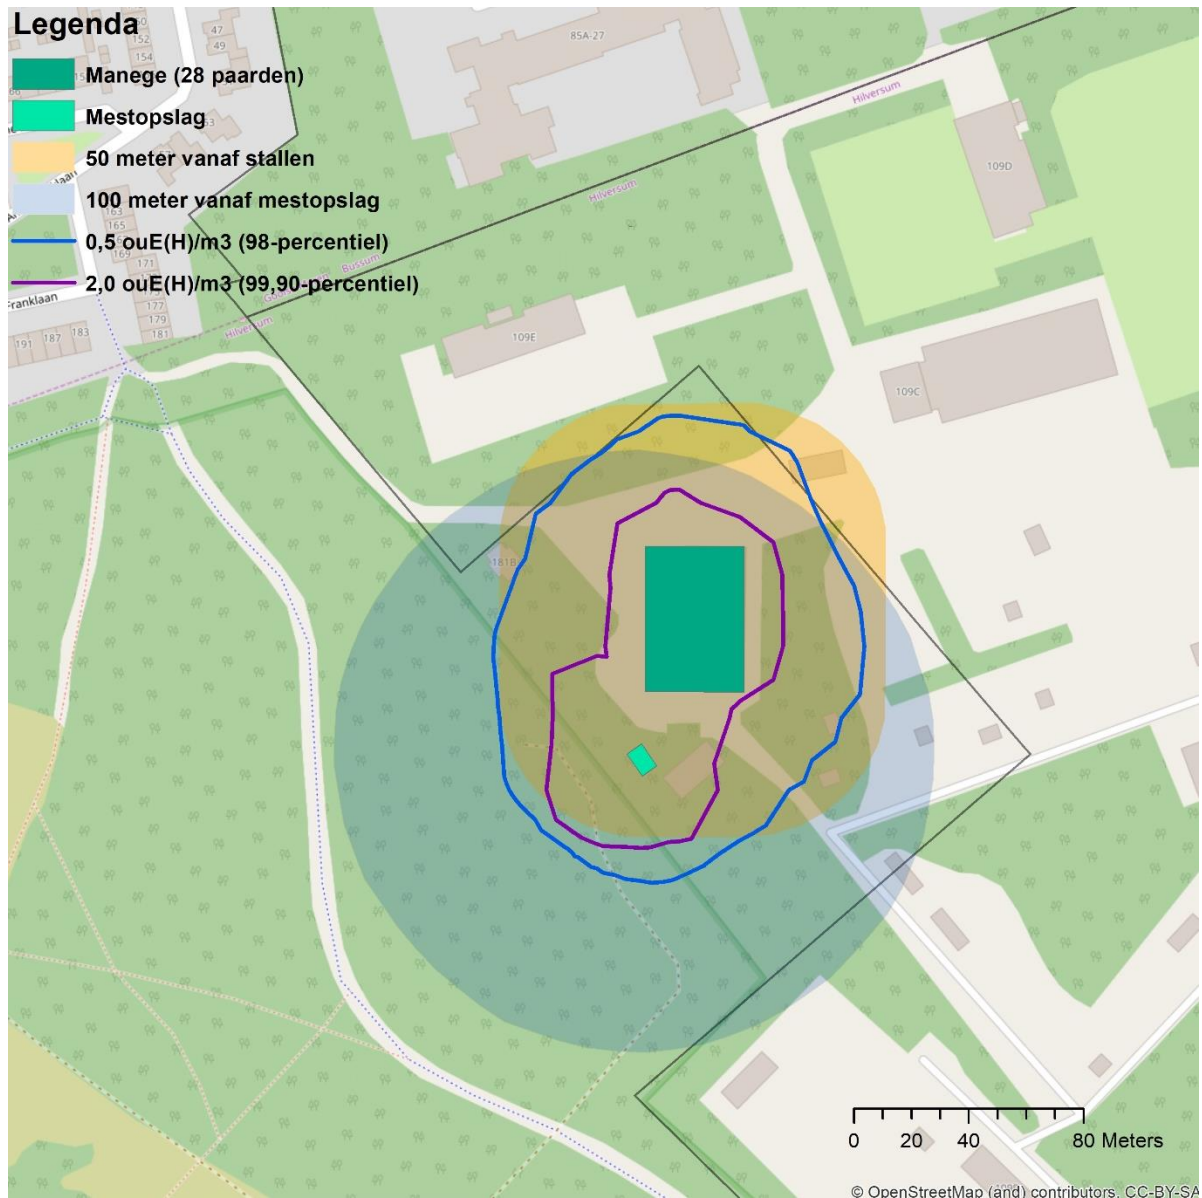 Legenda
Manege (28 paarden)
Mestopslag
50 meter vanaf stallen
100 meter vanaf mestopslag
0,5 ouE(H)/m3 (98-percentiel)
2,0 ouE(H)/m3 (99,90-percentiel)
152
154
47
49
85A-27
Hilversum
109D
Hilversum
163
165
169
171
177
179
181
Franklaan
191
187
183
Bussum
Hilversum
109E
109C
181B
0 20 40 80 Meters
© OpenStreetMap (and) contributors, CC-BY-SA